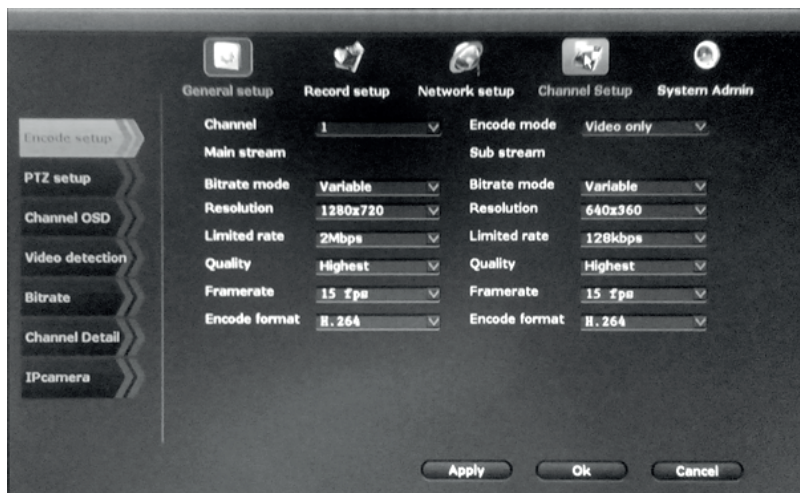 General setup Record setup Network setup Channel Setup System Admin
Encode setup
PTZ setup
Channel OSD
Video detection
Bitrate
Channel Detail
IPcamera
Channel 1 Encode mode Video only
Main stream Sub stream
Bitrate mode Variable Bitrate mode Variable
Resolution 1280x720 Resolution 640x360
Limited rate 2Mbps Limited rate 128kbps
Quality Highest Quality Highest
Framerate 15 fps Framerate 15 fps
Encode format H.264 Encode format H.264
Apply Ok Cancel